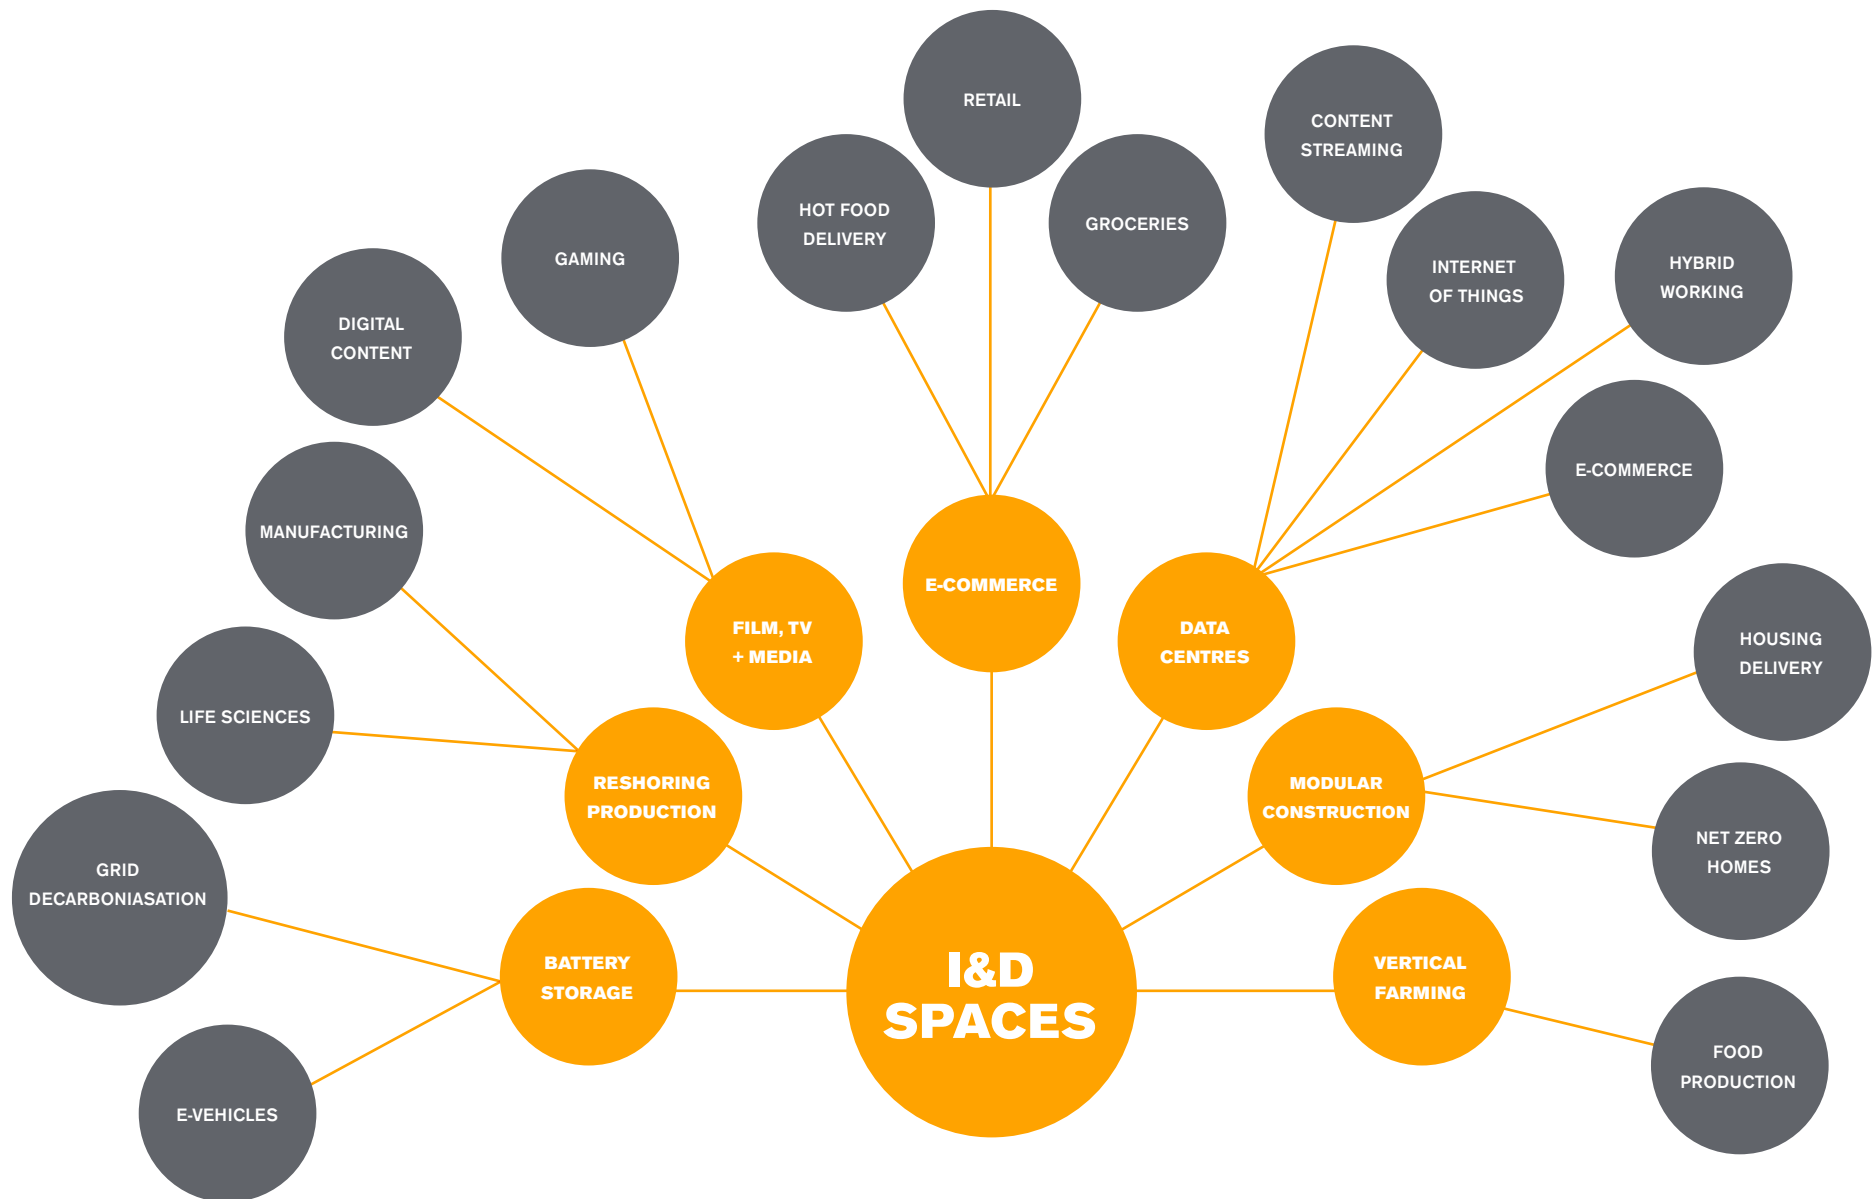 RETAIL
CONTENT
STREAMING
HOT FOOD
DELIVERY
GROCERIES
GAMING
INTERNET
OF THINGS
HYBRID
WORKING
DIGITAL
CONTENT
E-COMMERCE
MANUFACTURING
E-COMMERCE
FILM, TV
+ MEDIA
DATA
CENTRES
HOUSING
DELIVERY
LIFE SCIENCES
RESHORING
PRODUCTION
MODULAR
CONSTRUCTION
NET ZERO
HOMES
GRID
DECARBONIASATION
BATTERY
STORAGE
I&D
SPACES
VERTICAL
FARMING
FOOD
PRODUCTION
E-VEHICLES